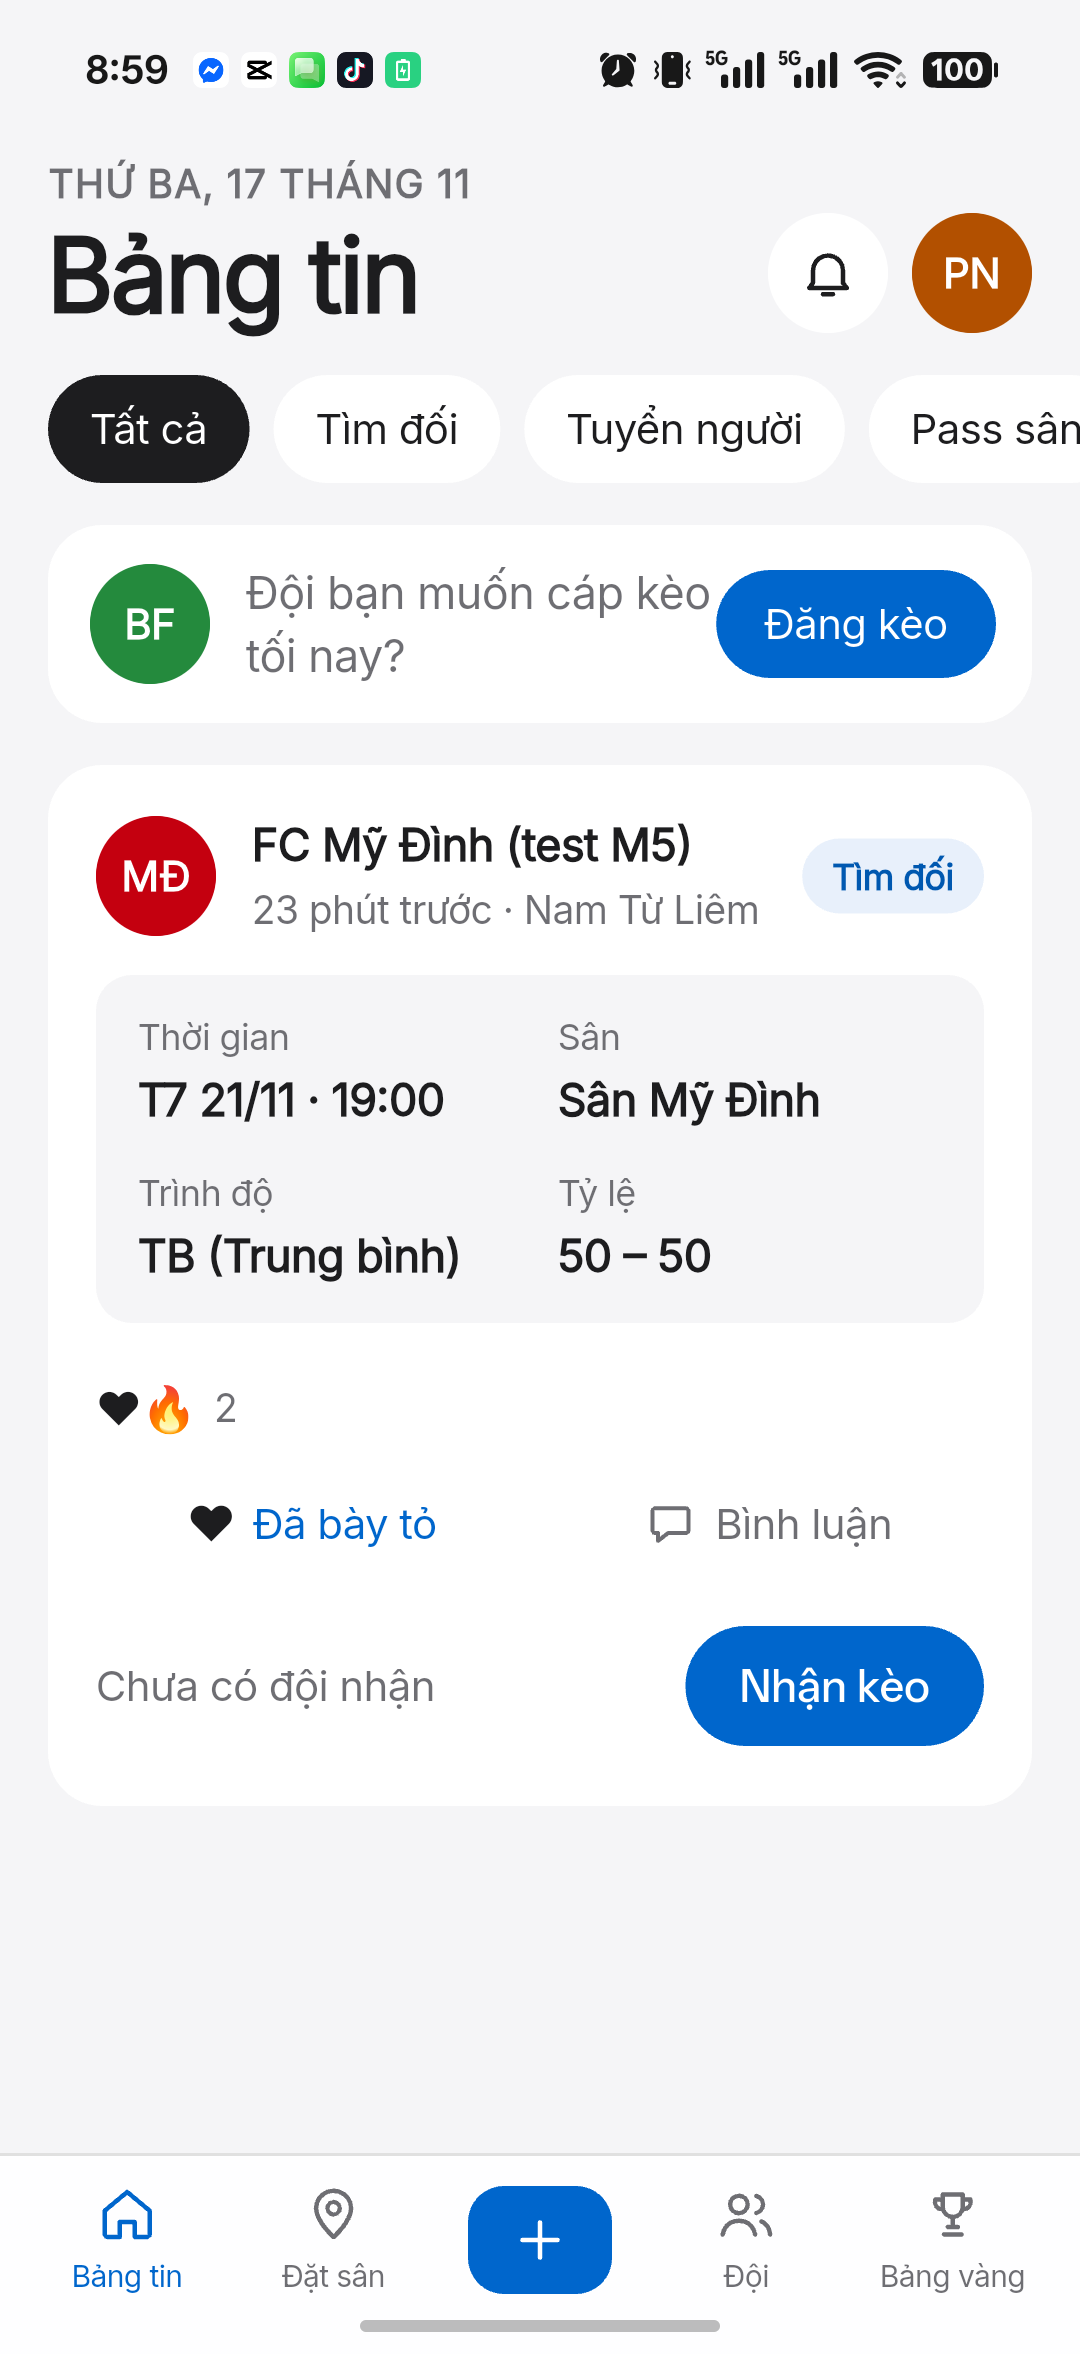 8:59
5G
5G
100
THỨ BA, 17 THÁNG 11
Bảng tin
PN
Tất cả
Tìm đối
Tuyển người
Pass sân
BF
Đội bạn muốn cáp kèo
tối nay?
Đăng kèo
MĐ
FC Mỹ Đình (test M5)
23 phút trước · Nam Từ Liêm
Tìm đối
Thời gian
Sân
T7 21/11 · 19:00
Sân Mỹ Đình
Trình độ
Tỷ lệ
TB (Trung bình)
50 – 50
2
Đã bày tỏ
Bình luận
Chưa có đội nhận
Nhận kèo
Bảng tin
Đặt sân
Đội
Bảng vàng